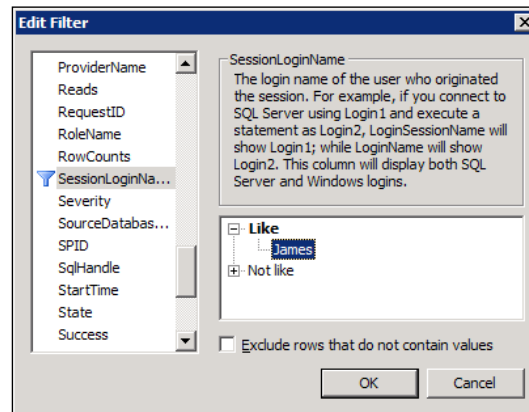 Edit Filter
ProviderName
Reads
RequestID
RoleName
RowCounts
SessionLoginNa...
Severity
SourceDatabas...
SPID
SqlHandle
StartTime
State
Success
SessionLoginName
The login name of the user who originated
the session. For example, if you connect to
SQL Server using Login1 and execute a
statement as Login2, LoginSessionName will
show Login1; while LoginName will show
Login2. This column will display both SQL
Server and Windows logins.
Like
James
Not like
Exclude rows that do not contain values
OK
Cancel